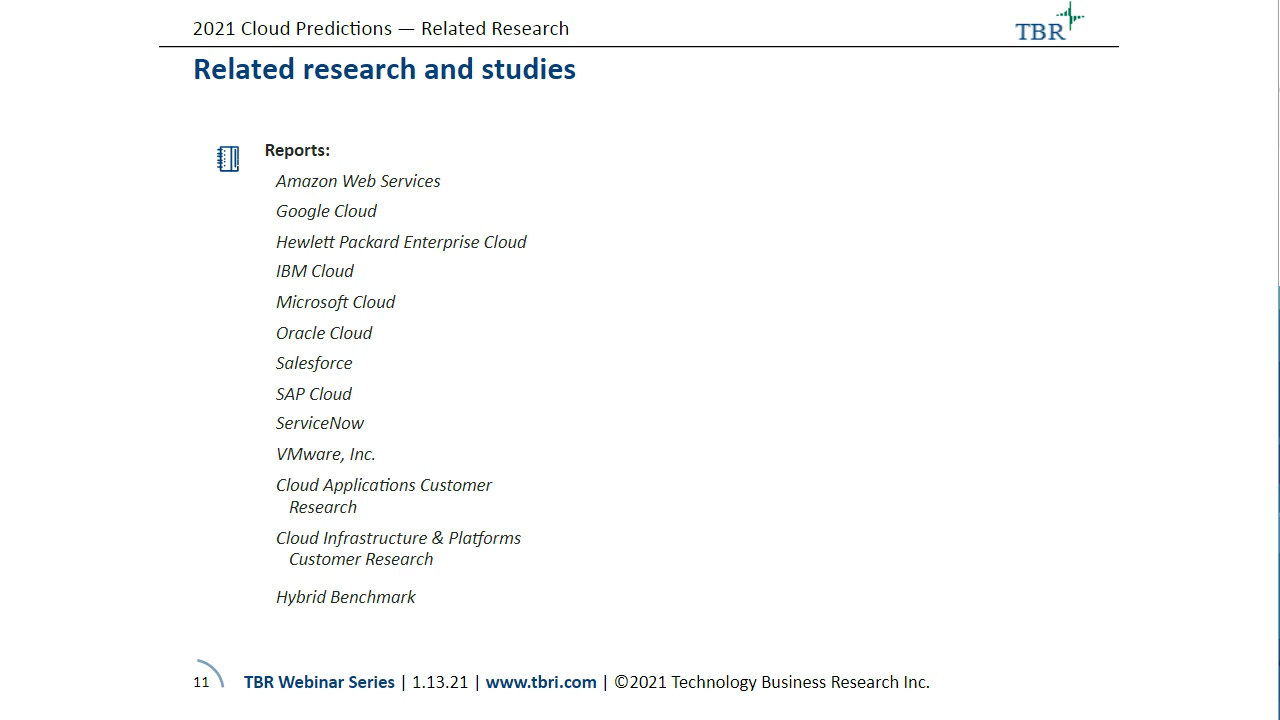 2021 Cloud Predictions — Related Research
TBR
Related research and studies
Reports:
Amazon Web Services
Google Cloud
Hewlett Packard Enterprise Cloud
IBM Cloud
Microsoft Cloud
Oracle Cloud
Salesforce
SAP Cloud
ServiceNow
VMware, Inc.
Cloud Applications Customer
Research
Cloud Infrastructure & Platforms
Customer Research
Hybrid Benchmark
11 TBR Webinar Series | 1.13.21 | www.tbri.com | ©2021 Technology Business Research Inc.